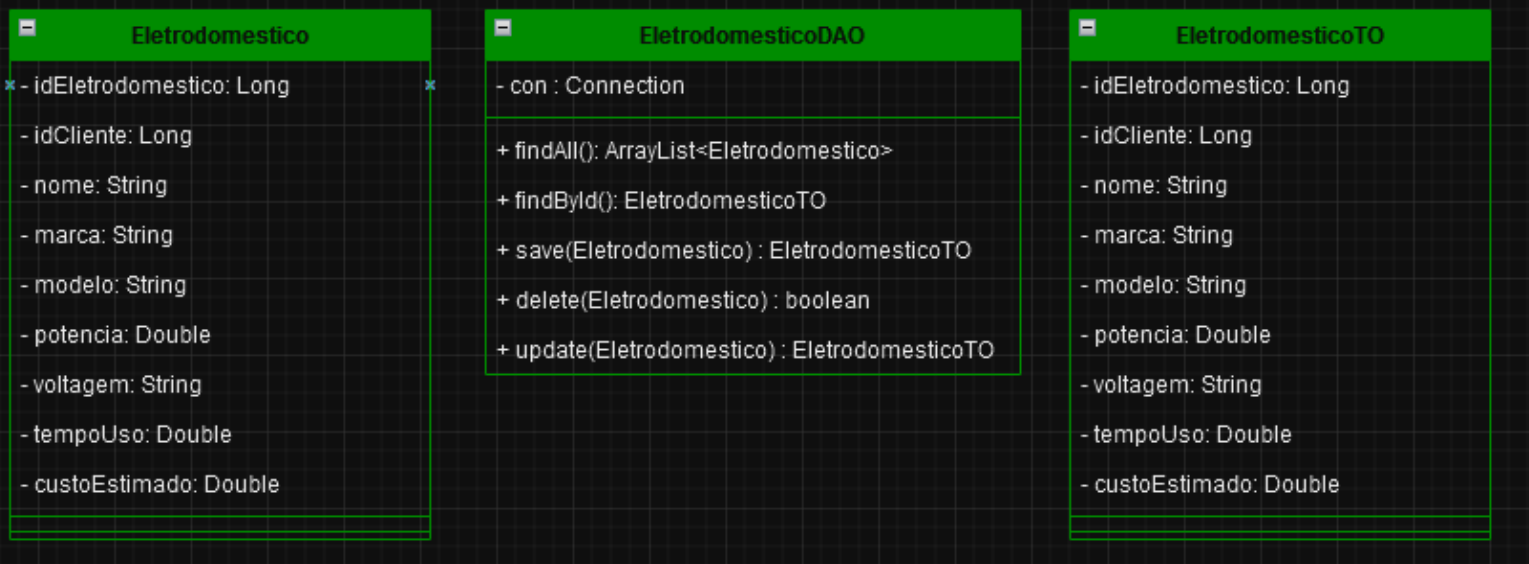 Eletrodomestico
- idEletrodomestico: Long
- idCliente: Long
- nome: String
- marca: String
- modelo: String
- potencia: Double
- voltagem: String
- tempoUso: Double
- custoEstimado: Double
EletrodomesticoDAO
- con : Connection
+ findAll(): ArrayList<Eletrodomestico>
+ findById(): EletrodomesticoTO
+ save(Eletrodomestico) : EletrodomesticoTO
+ delete(Eletrodomestico) : boolean
+ update(Eletrodomestico) : EletrodomesticoTO
EletrodomesticoTO
- idEletrodomestico: Long
- idCliente: Long
- nome: String
- marca: String
- modelo: String
- potencia: Double
- voltagem: String
- tempoUso: Double
- custoEstimado: Double